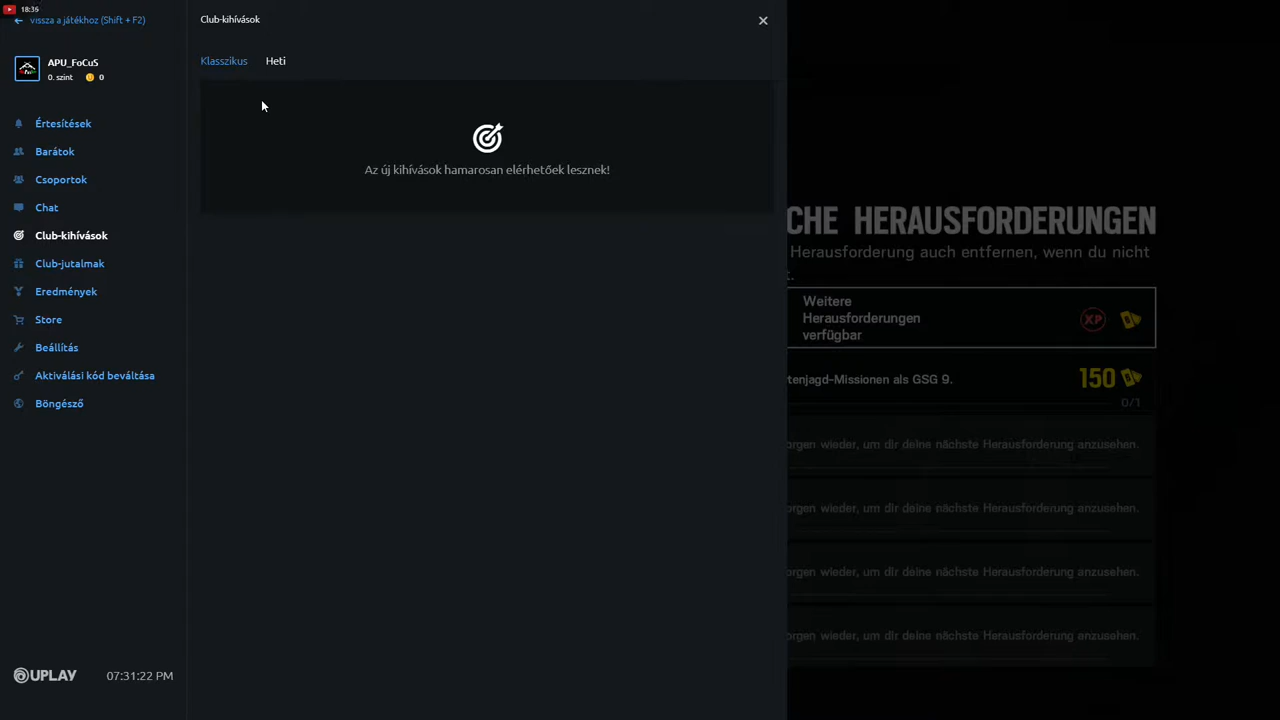 18:36
vissza a játékhoz (Shift + F2)
APU_FoCuS
0. szint 0
Értesítések
Barátok
Csoportok
Chat
Club-kihívások
Club-jutalmak
Eredmények
Store
Beállítás
Aktiválási kód beváltása
Böngésző
UPLAY
07:31:22 PM
Club-kihívások
Klasszikus Heti
Az új kihívások hamarosan elérhetőek lesznek!
CHE HERAUSFORDERUNGEN
Herausforderung auch entfernen, wenn du nicht
t.
Weitere
Herausforderungen
verfügbar
XP
tenjagd-Missionen als GSG 9.
150
0/1
orgen wieder, um dir deine nächste Herausforderung anzusehen.
orgen wieder, um dir deine nächste Herausforderung anzusehen.
orgen wieder, um dir deine nächste Herausforderung anzusehen.
orgen wieder, um dir deine nächste Herausforderung anzusehen.